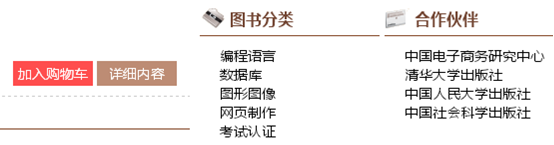 加入购物车 详细内容
图书分类
编程语言
数据库
图形图像
网页制作
考试认证
合作伙伴
中国电子商务研究中心
清华大学出版社
中国人民大学出版社
中国社会科学出版社